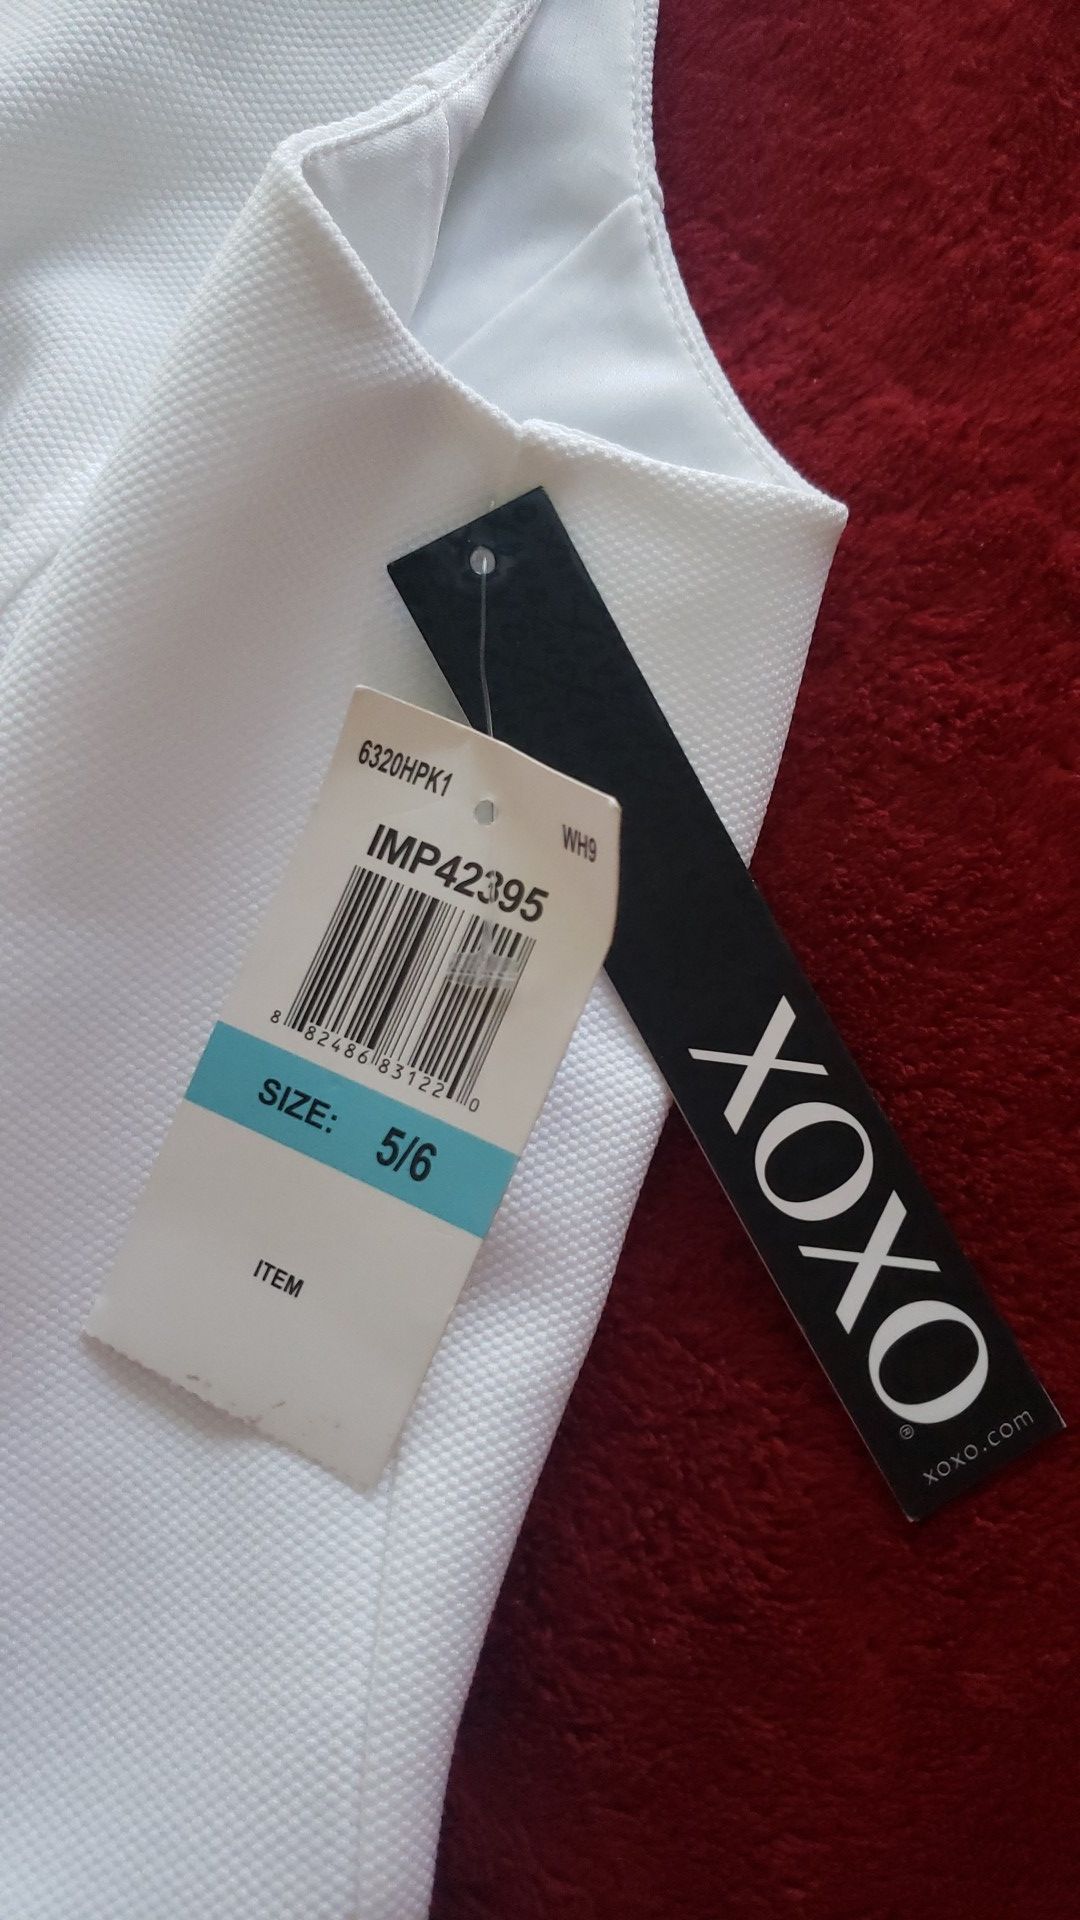 6320HPK1
WH9
IMP42395
8 82486 83122 0
SIZE: 5/6
ITEM
XOXO®
xoxo.com